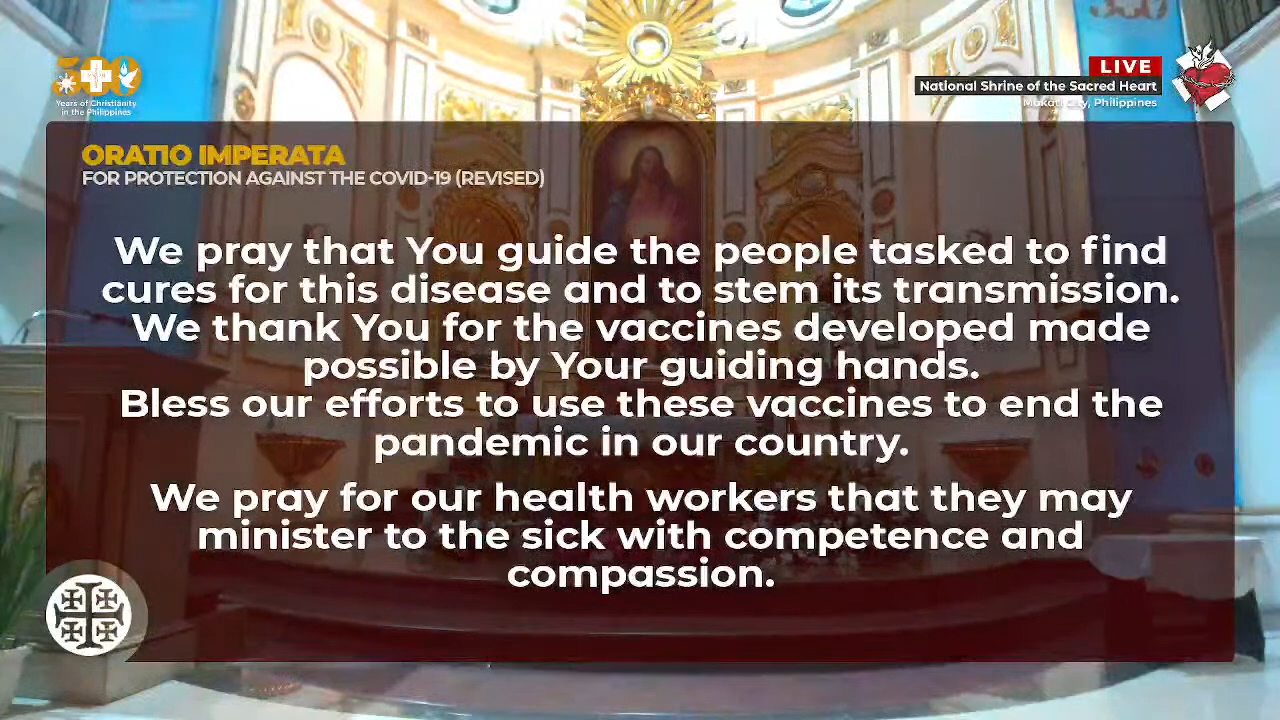 500
Years of Christianity
in the Philippines
LIVE
National Shrine of the Sacred Heart
Makati City, Philippines
500
ORATIO IMPERATA
FOR PROTECTION AGAINST THE COVID-19 (REVISED)
We pray that You guide the people tasked to find
cures for this disease and to stem its transmission.
We thank You for the vaccines developed made
possible by Your guiding hands.
Bless our efforts to use these vaccines to end the
pandemic in our country.
We pray for our health workers that they may
minister to the sick with competence and
compassion.